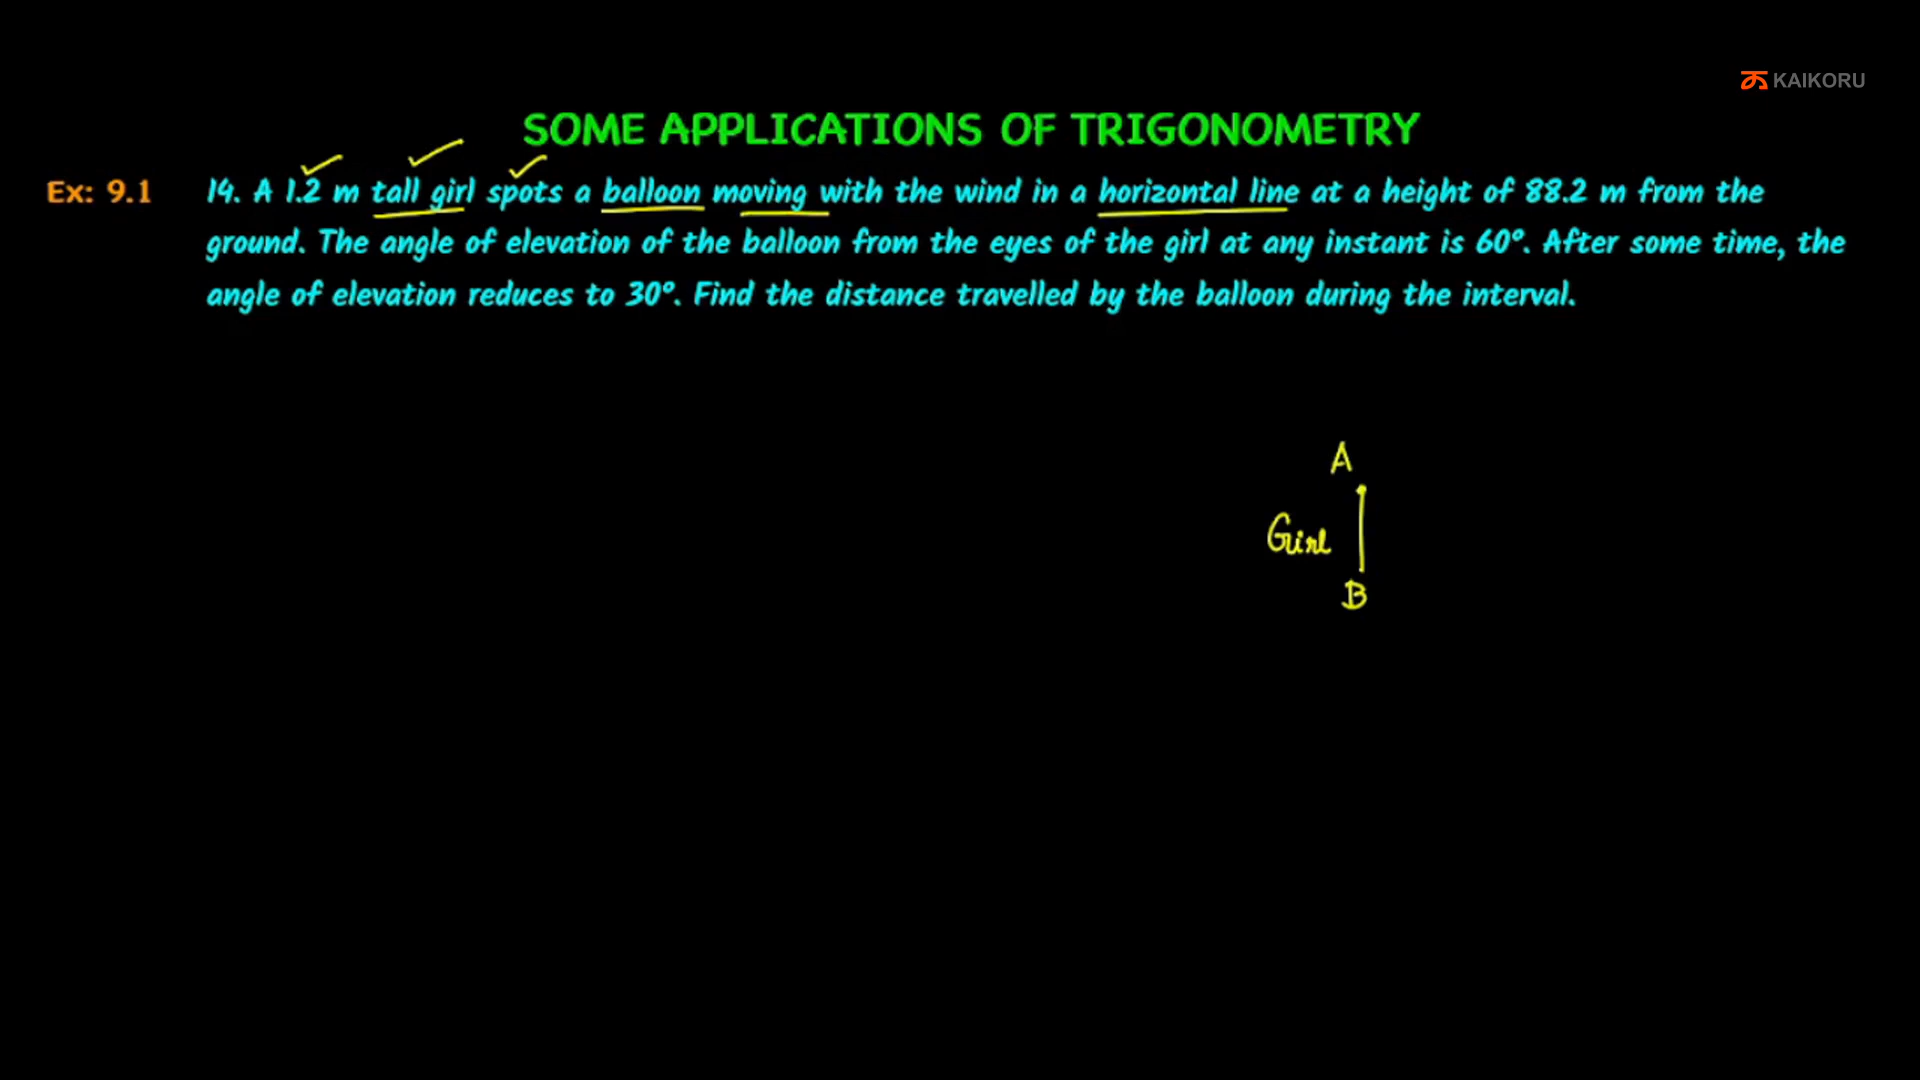 KAIKORU
SOME APPLICATIONS OF TRIGONOMETRY
Ex: 9.1 14. A 1.2 m tall girl spots a balloon moving with the wind in a horizontal line at a height of 88.2 m from the
ground. The angle of elevation of the balloon from the eyes of the girl at any instant is 60°. After some time, the
angle of elevation reduces to 30°. Find the distance travelled by the balloon during the interval.
A
Girl
B